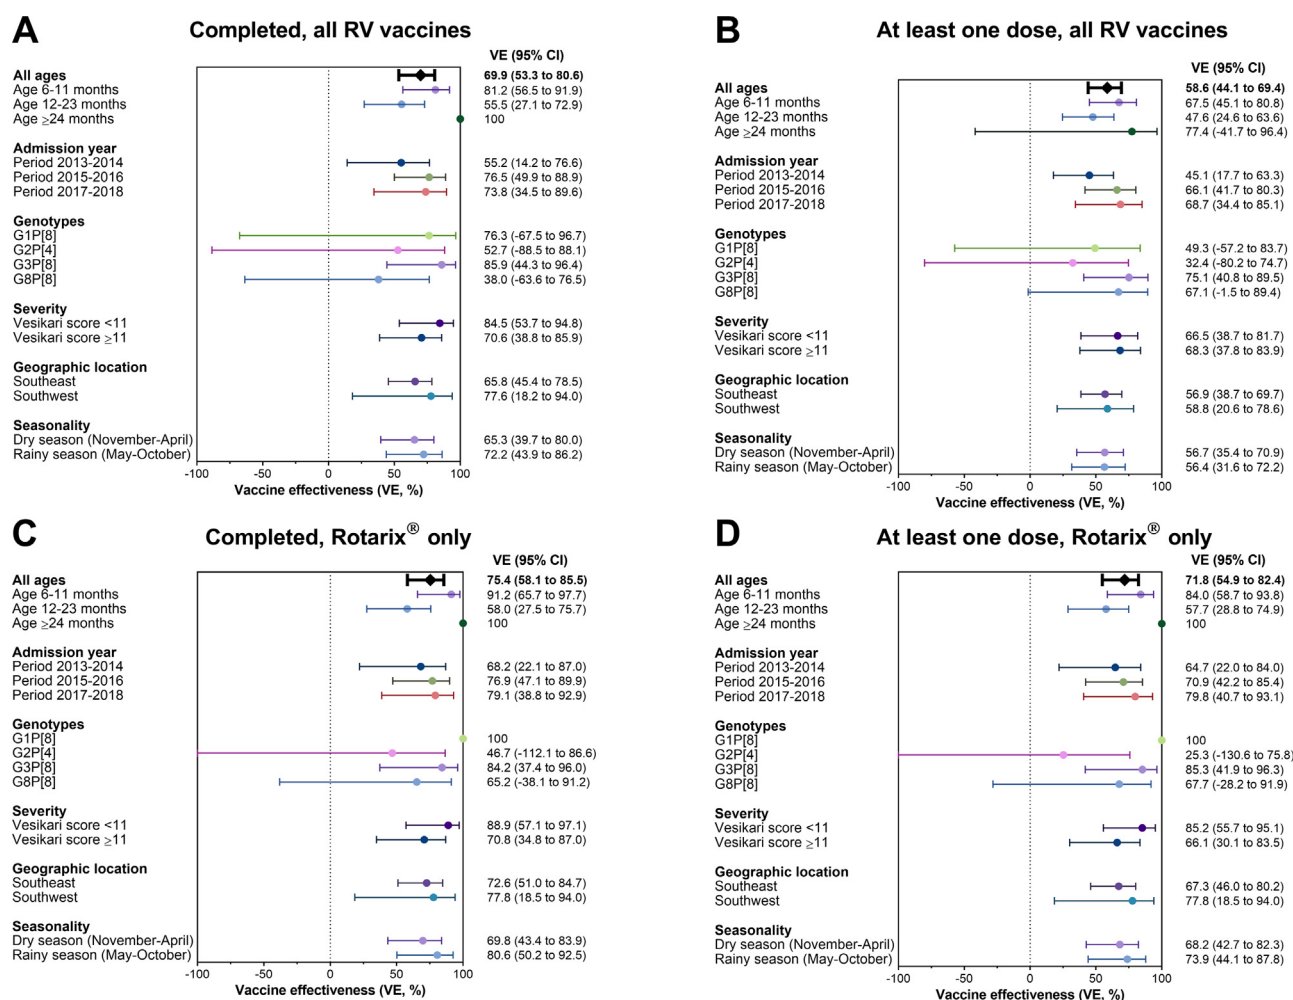 A
Completed, all RV vaccines
VE (95% CI)
All ages 69.9 (53.3 to 80.6)
Age 6-11 months 81.2 (56.5 to 91.9)
Age 12-23 months 55.5 (27.1 to 72.9)
Age ≥24 months 100
Admission year
Period 2013-2014 55.2 (14.2 to 76.6)
Period 2015-2016 76.5 (49.9 to 88.9)
Period 2017-2018 73.8 (34.5 to 89.6)
Genotypes
G1P[8] 76.3 (-67.5 to 96.7)
G2P[4] 52.7 (-88.5 to 88.1)
G3P[8] 85.9 (44.3 to 96.4)
G8P[8] 38.0 (-63.6 to 76.5)
Severity
Vesikari score <11 84.5 (53.7 to 94.8)
Vesikari score ≥11 70.6 (38.8 to 85.9)
Geographic location
Southeast 65.8 (45.4 to 78.5)
Southwest 77.6 (18.2 to 94.0)
Seasonality
Dry season (November-April) 65.3 (39.7 to 80.0)
Rainy season (May-October) 72.2 (43.9 to 86.2)
-100 -50 0 50 100
Vaccine effectiveness (VE, %)
B
At least one dose, all RV vaccines
VE (95% CI)
All ages 58.6 (44.1 to 69.4)
Age 6-11 months 67.5 (45.1 to 80.8)
Age 12-23 months 47.6 (24.6 to 63.6)
Age ≥24 months 77.4 (-41.7 to 96.4)
Admission year
Period 2013-2014 45.1 (17.7 to 63.3)
Period 2015-2016 66.1 (41.7 to 80.3)
Period 2017-2018 68.7 (34.4 to 85.1)
Genotypes
G1P[8] 49.3 (-57.2 to 83.7)
G2P[4] 32.4 (-80.2 to 74.7)
G3P[8] 75.1 (40.8 to 89.5)
G8P[8] 67.1 (-1.5 to 89.4)
Severity
Vesikari score <11 66.5 (38.7 to 81.7)
Vesikari score ≥11 68.3 (37.8 to 83.9)
Geographic location
Southeast 56.9 (38.7 to 69.7)
Southwest 58.8 (20.6 to 78.6)
Seasonality
Dry season (November-April) 56.7 (35.4 to 70.9)
Rainy season (May-October) 56.4 (31.6 to 72.2)
-100 -50 0 50 100
Vaccine effectiveness (VE, %)
C
Completed, Rotarix® only
VE (95% CI)
All ages 75.4 (58.1 to 85.5)
Age 6-11 months 91.2 (65.7 to 97.7)
Age 12-23 months 58.0 (27.5 to 75.7)
Age ≥24 months 100
Admission year
Period 2013-2014 68.2 (22.1 to 87.0)
Period 2015-2016 76.9 (47.1 to 89.9)
Period 2017-2018 79.1 (38.8 to 92.9)
Genotypes
G1P[8] 100
G2P[4] 46.7 (-112.1 to 86.6)
G3P[8] 84.2 (37.4 to 96.0)
G8P[8] 65.2 (-38.1 to 91.2)
Severity
Vesikari score <11 88.9 (57.1 to 97.1)
Vesikari score ≥11 70.8 (34.8 to 87.0)
Geographic location
Southeast 72.6 (51.0 to 84.7)
Southwest 77.8 (18.5 to 94.0)
Seasonality
Dry season (November-April) 69.8 (43.4 to 83.9)
Rainy season (May-October) 80.6 (50.2 to 92.5)
-100 -50 0 50 100
Vaccine effectiveness (VE, %)
D
At least one dose, Rotarix® only
VE (95% CI)
All ages 71.8 (54.9 to 82.4)
Age 6-11 months 84.0 (58.7 to 93.8)
Age 12-23 months 57.7 (28.8 to 74.9)
Age ≥24 months 100
Admission year
Period 2013-2014 64.7 (22.0 to 84.0)
Period 2015-2016 70.9 (42.2 to 85.4)
Period 2017-2018 79.8 (40.7 to 93.1)
Genotypes
G1P[8] 100
G2P[4] 25.3 (-130.6 to 75.8)
G3P[8] 85.3 (41.9 to 96.3)
G8P[8] 67.7 (-28.2 to 91.9)
Severity
Vesikari score <11 85.2 (55.7 to 95.1)
Vesikari score ≥11 66.1 (30.1 to 83.5)
Geographic location
Southeast 67.3 (46.0 to 80.2)
Southwest 77.8 (18.5 to 94.0)
Seasonality
Dry season (November-April) 68.2 (42.7 to 82.3)
Rainy season (May-October) 73.9 (44.1 to 87.8)
-100 -50 0 50 100
Vaccine effectiveness (VE, %)